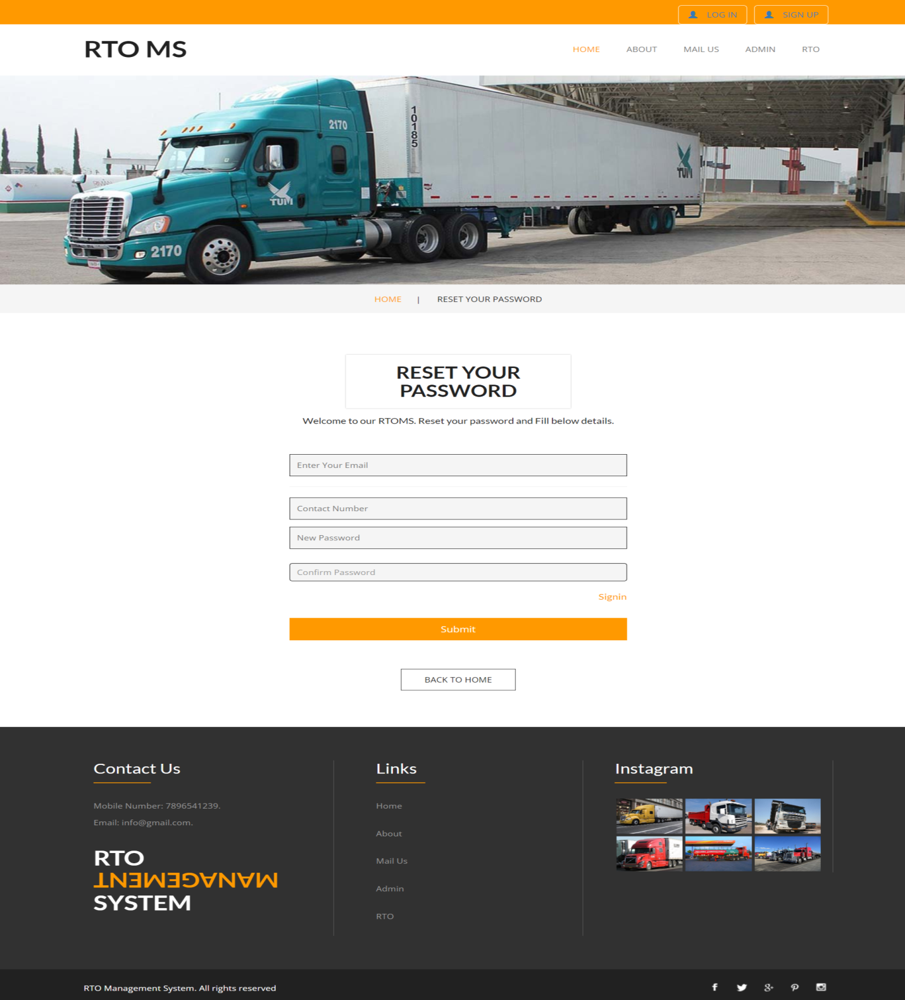 LOG IN
SIGN UP
RTO MS
HOME
ABOUT
MAIL US
ADMIN
RTO
2170
10185
TUM
TUM
2170
HOME | RESET YOUR PASSWORD
RESET YOUR
PASSWORD
Welcome to our RTOMS. Reset your password and Fill below details.
Enter Your Email
Contact Number
New Password
Confirm Password
Signin
Submit
BACK TO HOME
Contact Us
Mobile Number: 7896541239.
Email: info@gmail.com.
RTO
MANAGEMENT
SYSTEM
Links
Home
About
Mail Us
Admin
RTO
Instagram
RTO Management System. All rights reserved